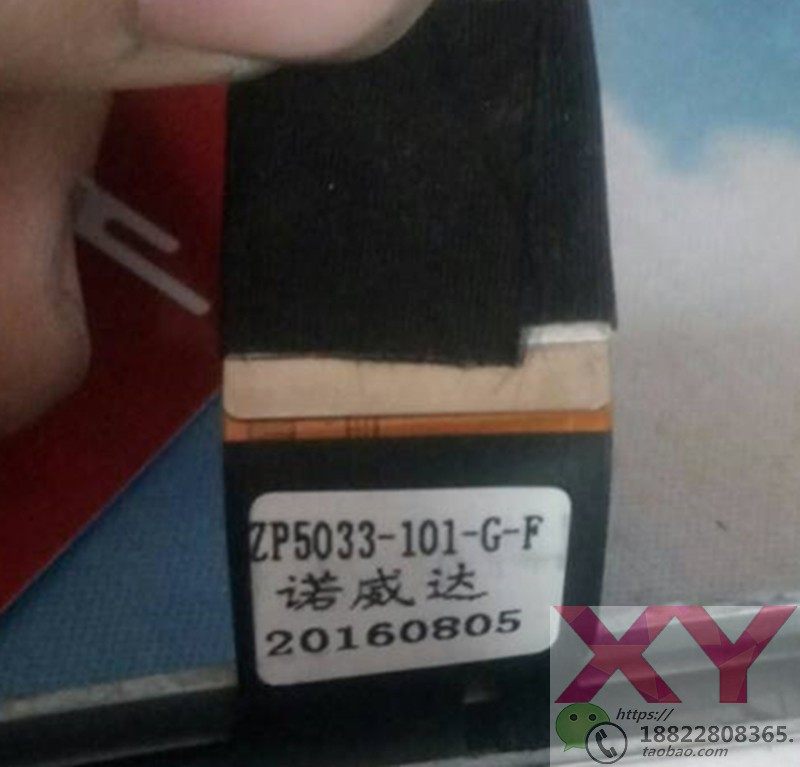 ZP5033-101-G-F
诺威达
20160805
XY
https://
18822808365.
taobao.com